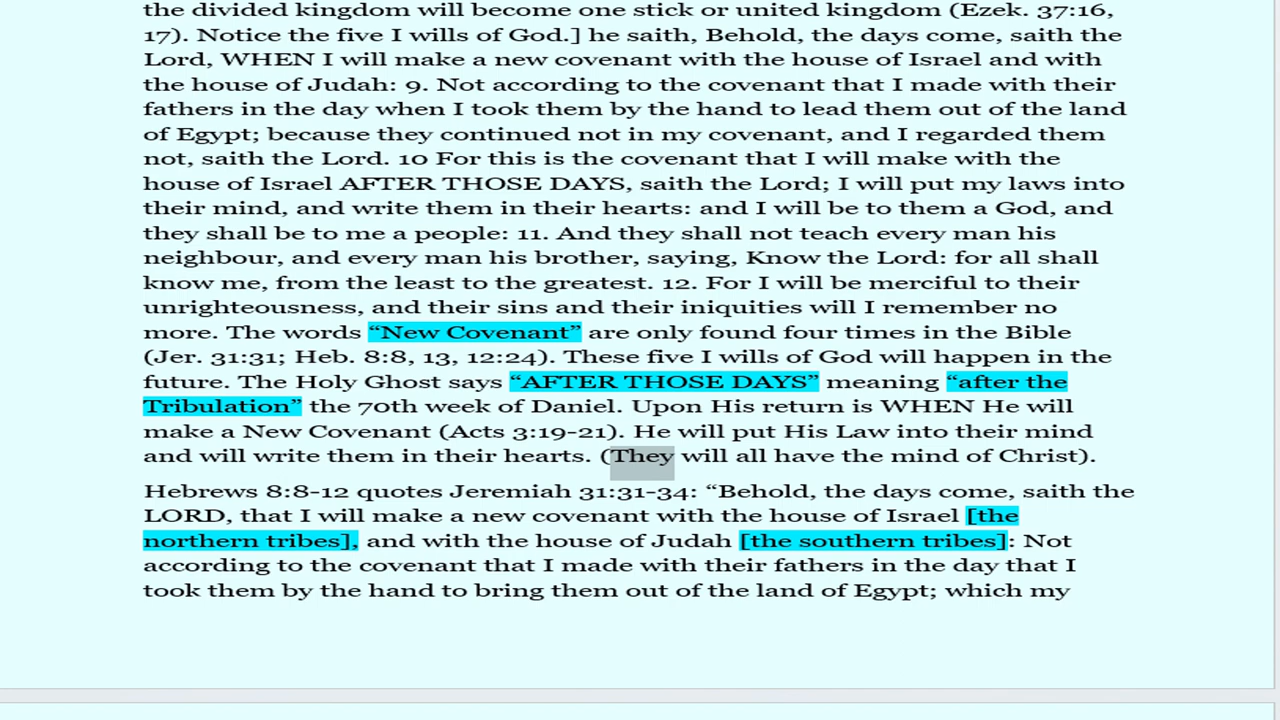 the divided kingdom will become one stick or united kingdom (Ezek. 37:16,
17). Notice the five I wills of God.] he saith, Behold, the days come, saith the
Lord, WHEN I will make a new covenant with the house of Israel and with
the house of Judah: 9. Not according to the covenant that I made with their
fathers in the day when I took them by the hand to lead them out of the land
of Egypt; because they continued not in my covenant, and I regarded them
not, saith the Lord. 10 For this is the covenant that I will make with the
house of Israel AFTER THOSE DAYS, saith the Lord; I will put my laws into
their mind, and write them in their hearts: and I will be to them a God, and
they shall be to me a people: 11. And they shall not teach every man his
neighbour, and every man his brother, saying, Know the Lord: for all shall
know me, from the least to the greatest. 12. For I will be merciful to their
unrighteousness, and their sins and their iniquities will I remember no
more. The words “New Covenant” are only found four times in the Bible
(Jer. 31:31; Heb. 8:8, 13, 12:24). These five I wills of God will happen in the
future. The Holy Ghost says “AFTER THOSE DAYS” meaning “after the
Tribulation” the 70th week of Daniel. Upon His return is WHEN He will
make a New Covenant (Acts 3:19-21). He will put His Law into their mind
and will write them in their hearts. (They will all have the mind of Christ).
Hebrews 8:8-12 quotes Jeremiah 31:31-34: “Behold, the days come, saith the
LORD, that I will make a new covenant with the house of Israel [the
northern tribes], and with the house of Judah [the southern tribes]: Not
according to the covenant that I made with their fathers in the day that I
took them by the hand to bring them out of the land of Egypt; which my